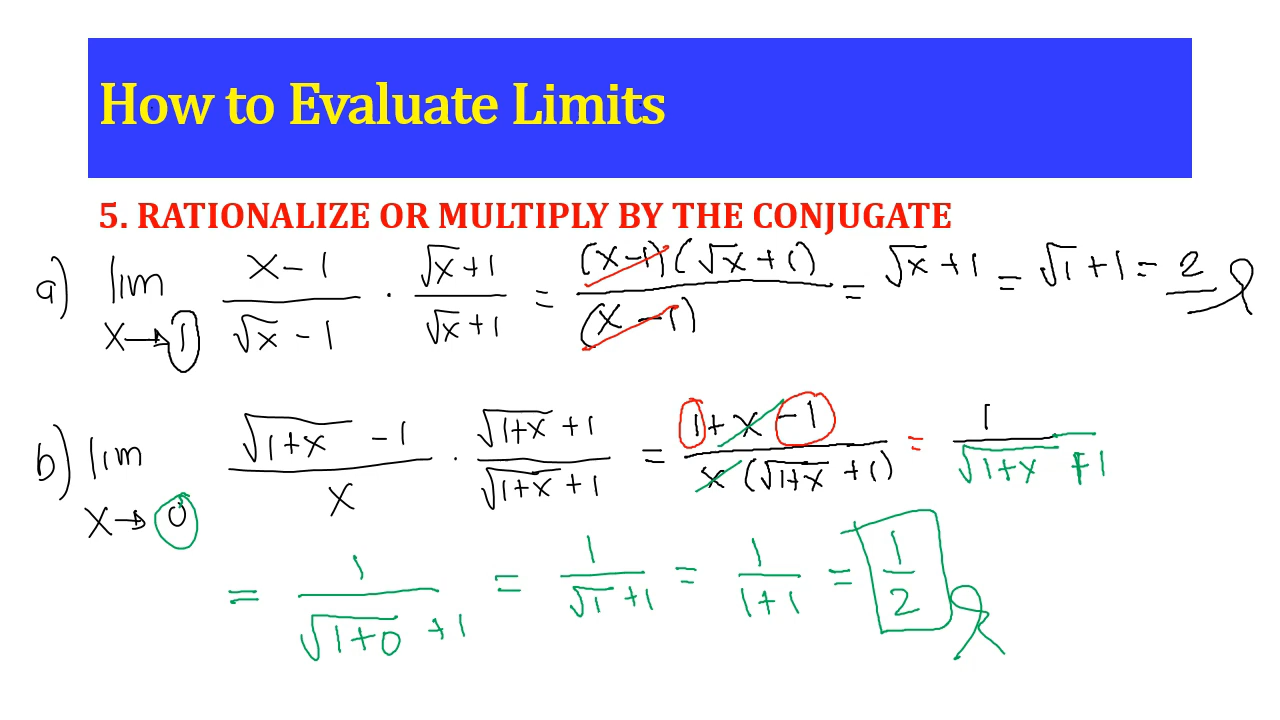 How to Evaluate Limits
5. RATIONALIZE OR MULTIPLY BY THE CONJUGATE
a) lim x→1 (x-1)/(√x - 1) · (√x+1)/(√x+1) = (x-1)(√x+1)/(x-1) = √x+1 = √1+1 = 2
b) lim x→0 (√(1+x) - 1)/x · (√(1+x)+1)/(√(1+x)+1) = (1+x-1)/(x(√(1+x)+1)) = 1/(√(1+x)+1)
= 1/(√(1+0)+1) = 1/(√1+1) = 1/(1+1) = 1/2